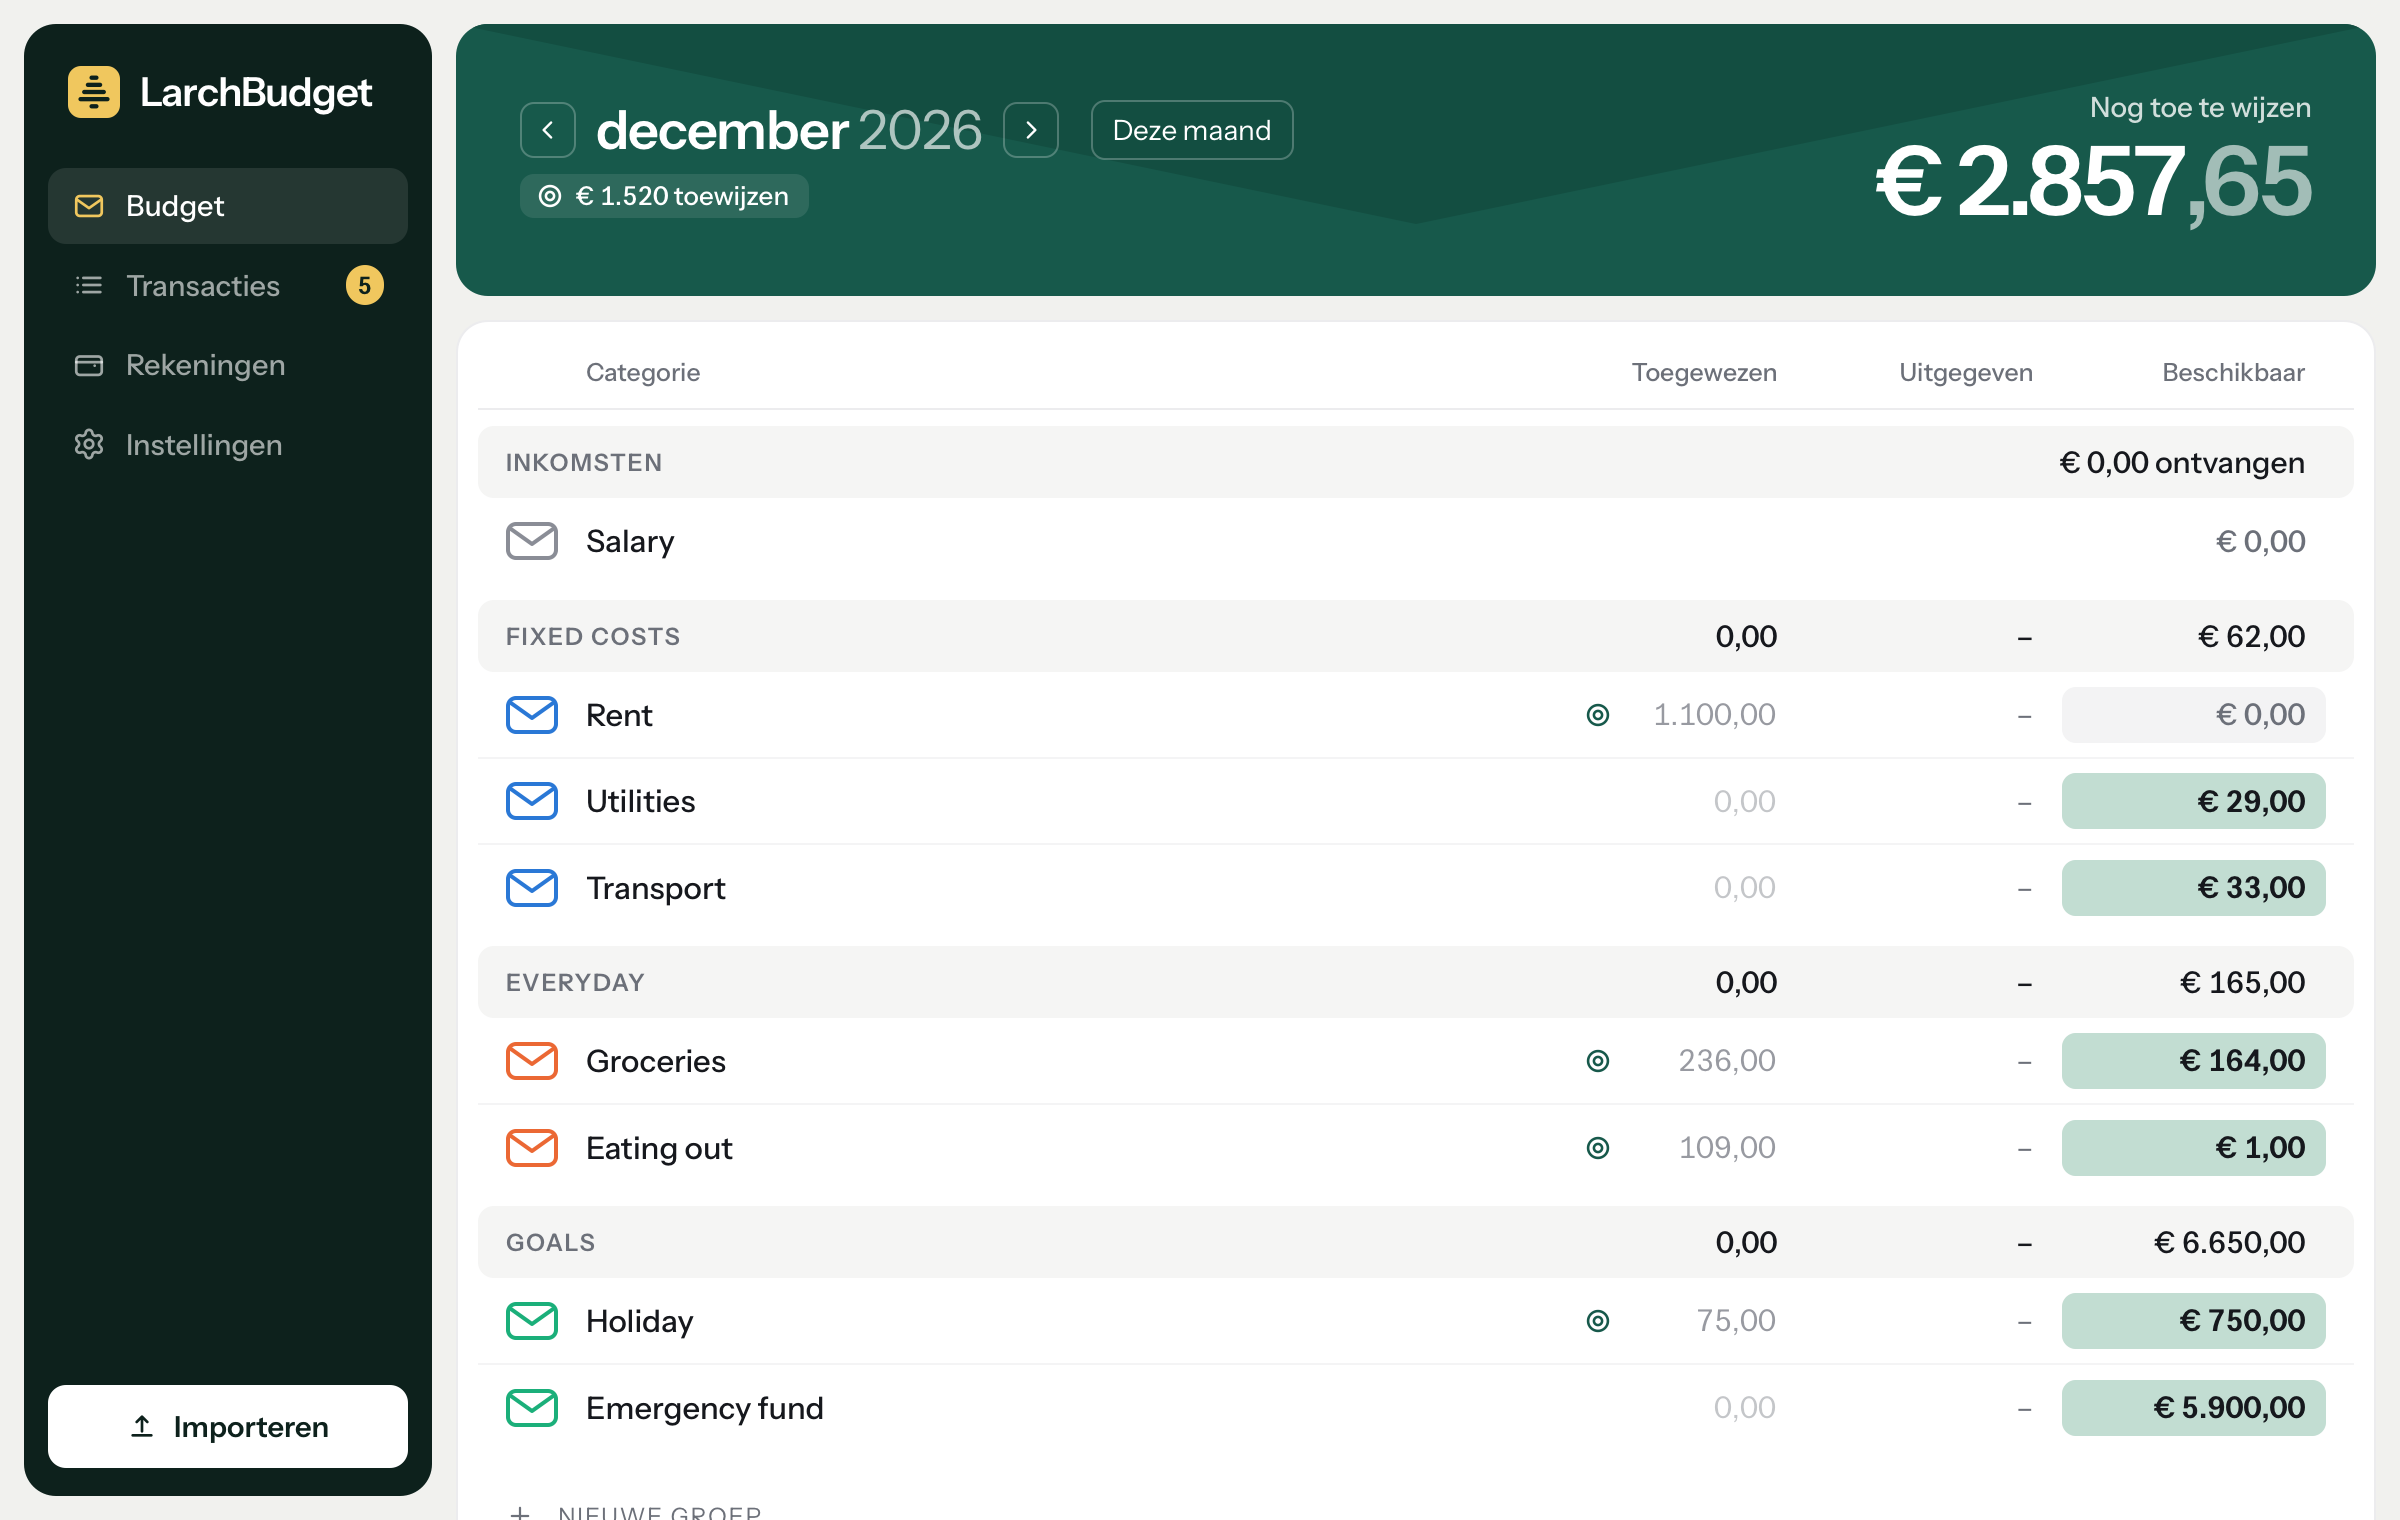 LarchBudget
Budget
Transacties 5
Rekeningen
Instellingen
Importeren
december 2026
Deze maand
€ 1.520 toewijzen
Nog toe te wijzen
€ 2.857,65
Categorie Toegewezen Uitgegeven Beschikbaar
INKOMSTEN € 0,00 ontvangen
Salary € 0,00
FIXED COSTS 0,00 – € 62,00
Rent 1.100,00 – € 0,00
Utilities 0,00 – € 29,00
Transport 0,00 – € 33,00
EVERYDAY 0,00 – € 165,00
Groceries 236,00 – € 164,00
Eating out 109,00 – € 1,00
GOALS 0,00 – € 6.650,00
Holiday 75,00 – € 750,00
Emergency fund 0,00 – € 5.900,00
+ NIEUWE GROEP